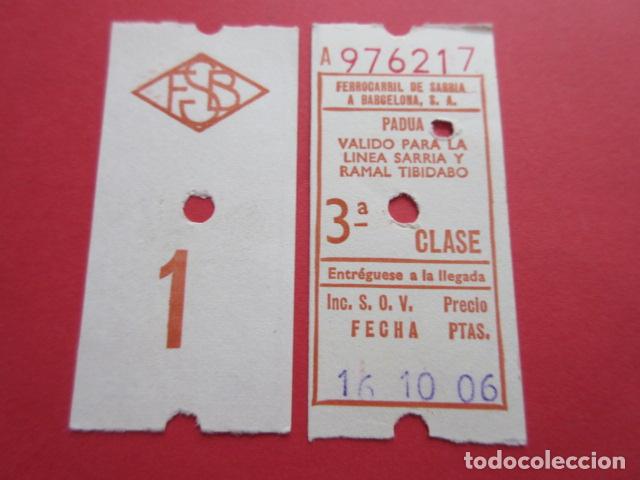 FSB
1
A 976217
FERROCARRIL DE SARRIA
A BARCELONA, S. A.
PADUA
VALIDO PARA LA
LINEA SARRIA Y
RAMAL TIBIDABO
3ª CLASE
Entréguese a la llegada
Inc. S. O. V. Precio
FECHA PTAS.
16 10 06
todocoleccion.net